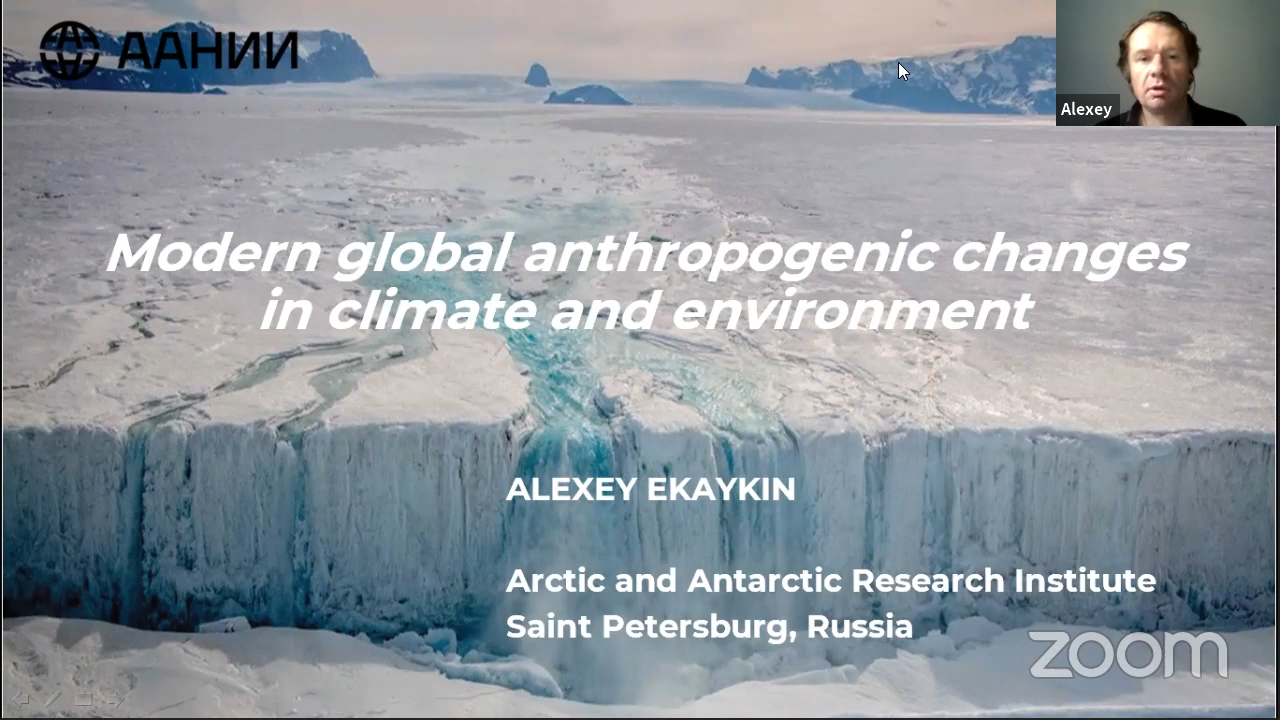 ААНИИ
Alexey
Modern global anthropogenic changes
in climate and environment
ALEXEY EKAYKIN
Arctic and Antarctic Research Institute
Saint Petersburg, Russia
zoom